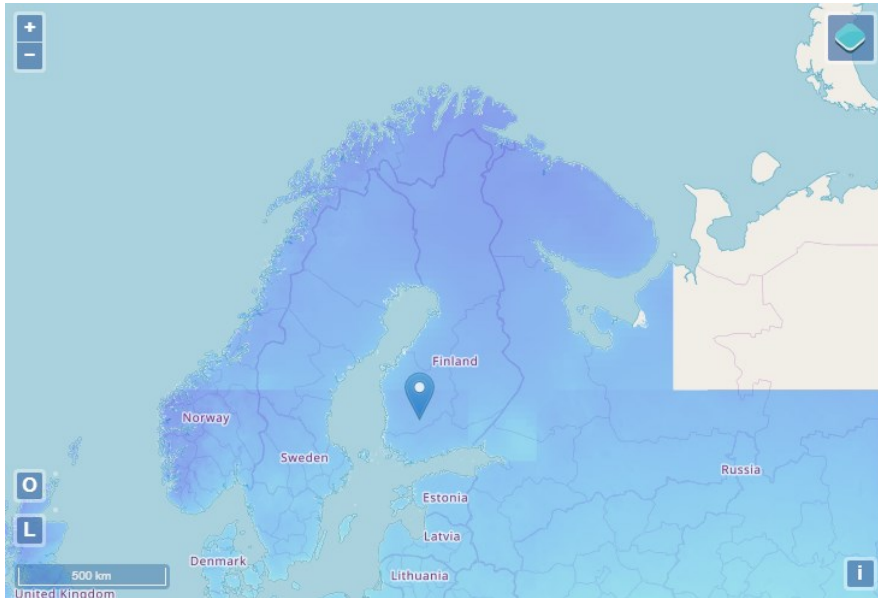 +
−
Finland
Norway
Sweden
Russia
O
Estonia
L
Latvia
Denmark
500 km
Lithuania
i
United Kingdom